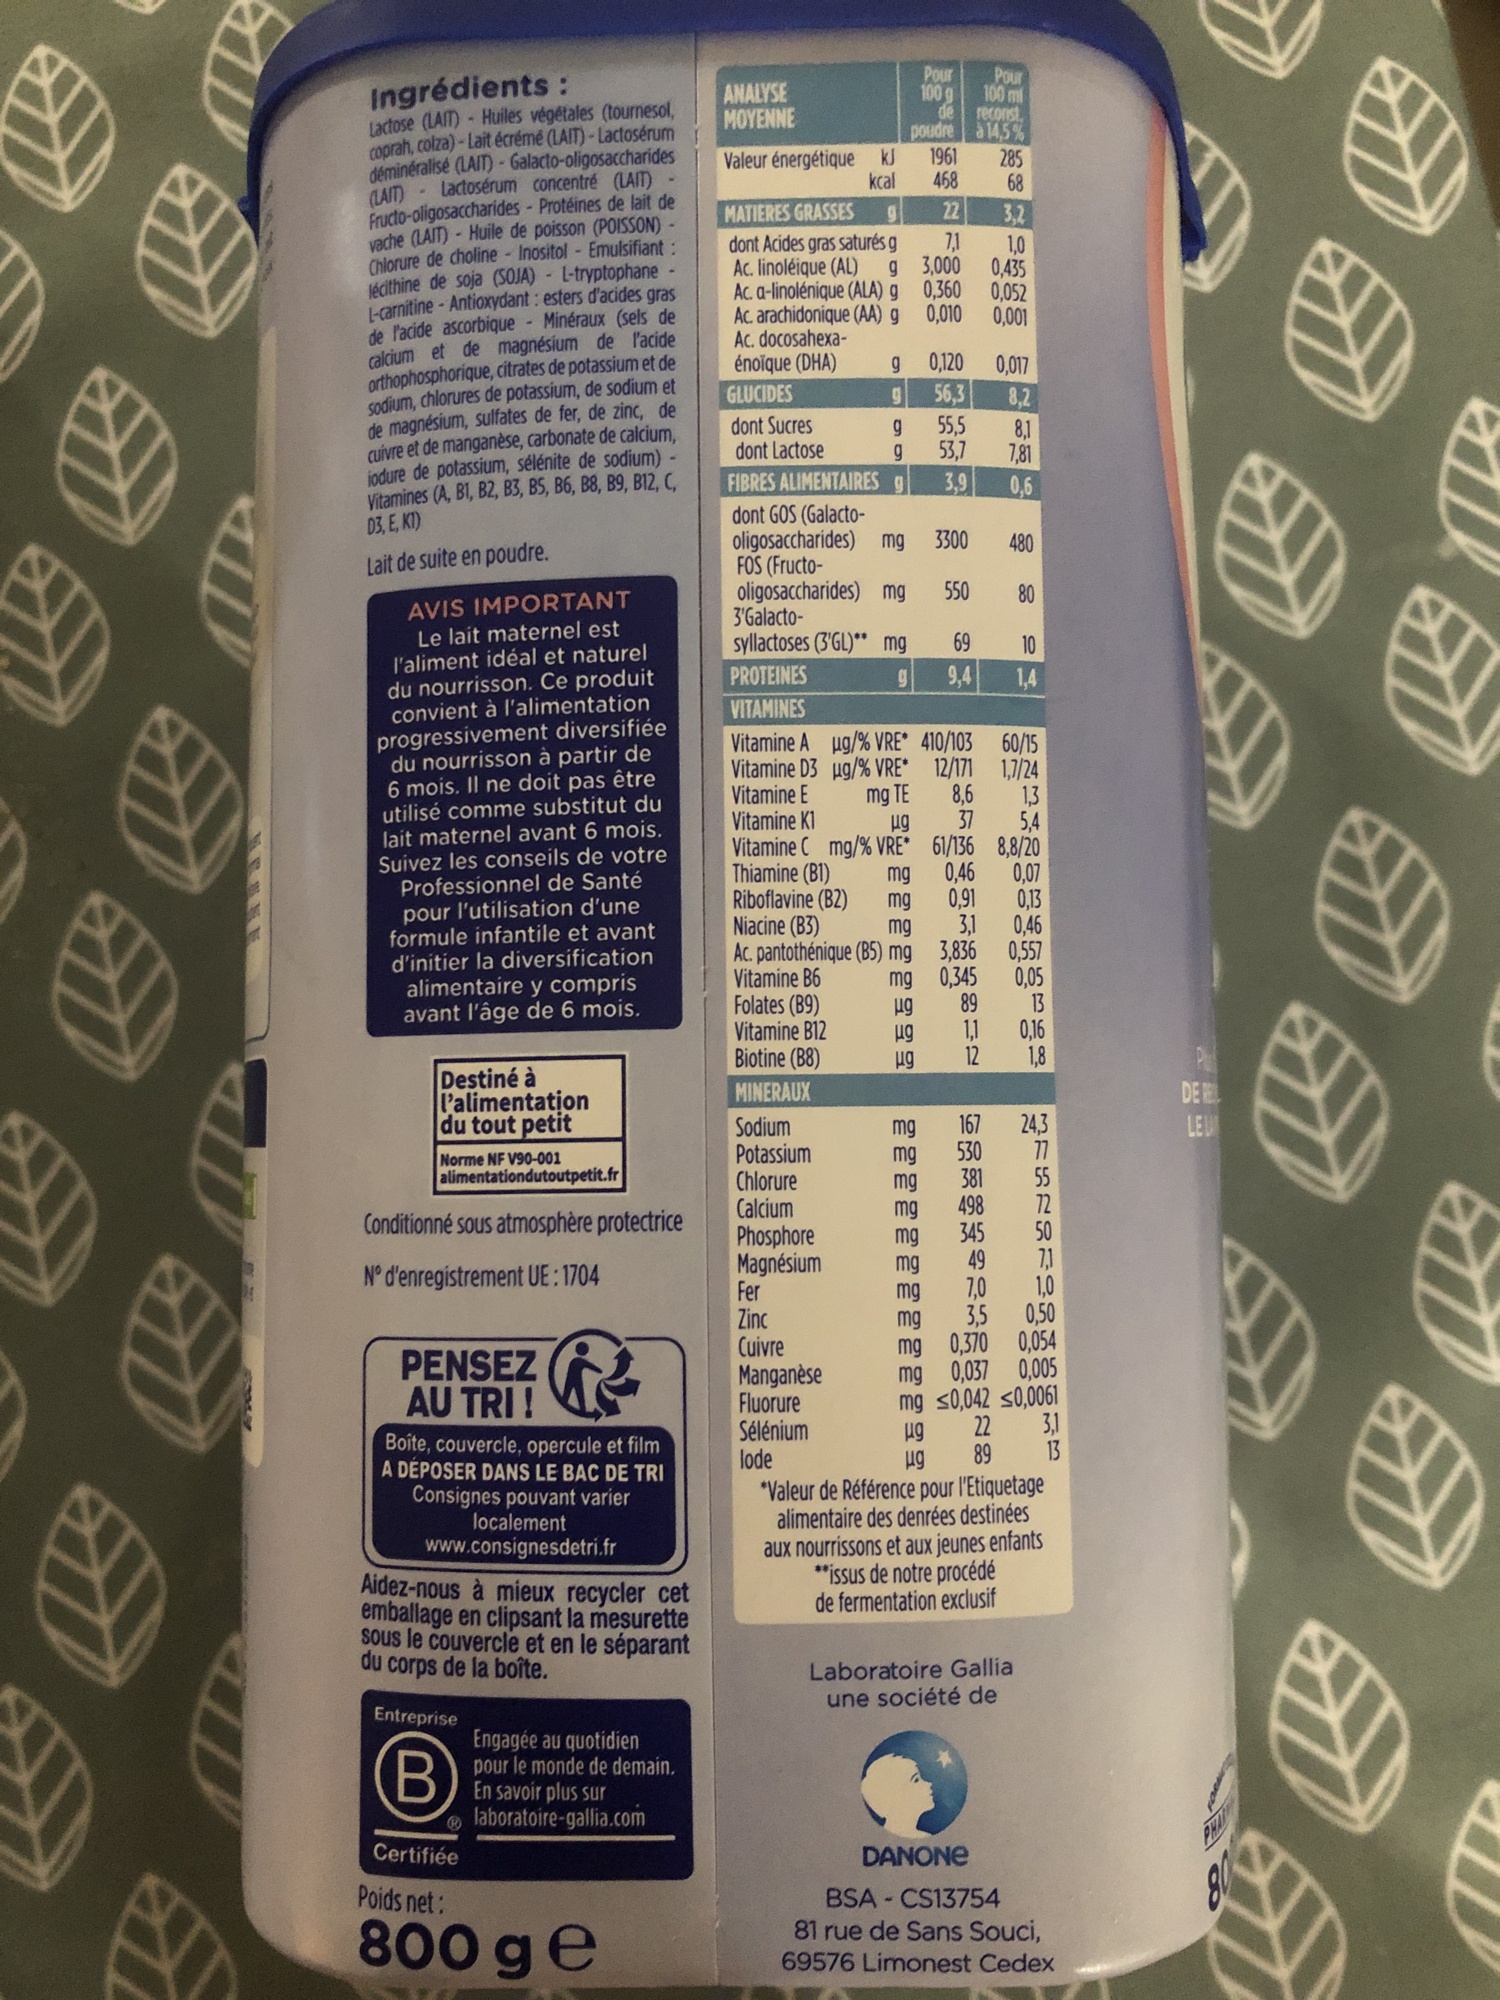 Ingrédients :
Lactose (LAIT) - Huiles végétales (tournesol,
coprah, colza) - Lait écrémé (LAIT) - Lactosérum
déminéralisé (LAIT) - Galacto-oligosaccharides
(LAIT) - Lactosérum concentré (LAIT) -
Fructo-oligosaccharides - Protéines de lait de
vache (LAIT) - Huile de poisson (POISSON) -
Chlorure de choline - Inositol - Emulsifiant :
lécithine de soja (SOJA) - L-tryptophane -
L-carnitine - Antioxydant : esters d'acides gras
de l'acide ascorbique - Minéraux (sels de
calcium et de magnésium de l'acide
orthophosphorique, citrates de potassium et de
sodium, chlorures de potassium, de sodium et
de magnésium, sulfates de fer, de zinc, de
cuivre et de manganèse, carbonate de calcium,
iodure de potassium, sélénite de sodium) -
Vitamines (A, B1, B2, B3, B5, B6, B8, B9, B12, C,
D3, E, K1)
Lait de suite en poudre.
AVIS IMPORTANT
Le lait maternel est
l'aliment idéal et naturel
du nourrisson. Ce produit
convient à l'alimentation
progressivement diversifiée
du nourrisson à partir de
6 mois. Il ne doit pas être
utilisé comme substitut du
lait maternel avant 6 mois.
Suivez les conseils de votre
Professionnel de Santé
pour l'utilisation d'une
formule infantile et avant
d'initier la diversification
alimentaire y compris
avant l'âge de 6 mois.
Destiné à
l'alimentation
du tout petit
Norme NF V90-001
alimentationdutoutpetit.fr
Conditionné sous atmosphère protectrice
N° d'enregistrement UE : 1704
PENSEZ
AU TRI !
Boîte, couvercle, opercule et film
A DÉPOSER DANS LE BAC DE TRI
Consignes pouvant varier
localement
www.consignesdetri.fr
Aidez-nous à mieux recycler cet
emballage en clipsant la mesurette
sous le couvercle et en le séparant
du corps de la boîte.
Entreprise
B
®
Certifiée
Engagée au quotidien
pour le monde de demain.
En savoir plus sur
laboratoire-gallia.com
Poids net :
800 g e
ANALYSE MOYENNE Pour 100 g de poudre Pour 100 ml reconst. à 14,5 %
Valeur énergétique kJ 1961 285
kcal 468 68
MATIERES GRASSES g 22 3,2
dont Acides gras saturés g 7,1 1,0
Ac. linoléique (AL) g 3,000 0,435
Ac. α-linolénique (ALA) g 0,360 0,052
Ac. arachidonique (AA) g 0,010 0,001
Ac. docosahexa-
énoïque (DHA) g 0,120 0,017
GLUCIDES g 56,3 8,2
dont Sucres g 55,5 8,1
dont Lactose g 53,7 7,81
FIBRES ALIMENTAIRES g 3,9 0,6
dont GOS (Galacto-
oligosaccharides) mg 3300 480
FOS (Fructo-
oligosaccharides) mg 550 80
3'Galacto-
syllactoses (3'GL)** mg 69 10
PROTEINES g 9,4 1,4
VITAMINES
Vitamine A µg/% VRE* 410/103 60/15
Vitamine D3 µg/% VRE* 12/171 1,7/24
Vitamine E mg TE 8,6 1,3
Vitamine K1 µg 37 5,4
Vitamine C mg/% VRE* 61/136 8,8/20
Thiamine (B1) mg 0,46 0,07
Riboflavine (B2) mg 0,91 0,13
Niacine (B3) mg 3,1 0,46
Ac. pantothénique (B5) mg 3,836 0,557
Vitamine B6 mg 0,345 0,05
Folates (B9) µg 89 13
Vitamine B12 µg 1,1 0,16
Biotine (B8) µg 12 1,8
MINERAUX
Sodium mg 167 24,3
Potassium mg 530 77
Chlorure mg 381 55
Calcium mg 498 72
Phosphore mg 345 50
Magnésium mg 49 7,1
Fer mg 7,0 1,0
Zinc mg 3,5 0,50
Cuivre mg 0,370 0,054
Manganèse mg 0,037 0,005
Fluorure mg ≤0,042 ≤0,0061
Sélénium µg 22 3,1
Iode µg 89 13
*Valeur de Référence pour l'Etiquetage
alimentaire des denrées destinées
aux nourrissons et aux jeunes enfants
**issus de notre procédé
de fermentation exclusif
Laboratoire Gallia
une société de
DANONE
BSA - CS13754
81 rue de Sans Souci,
69576 Limonest Cedex
DE